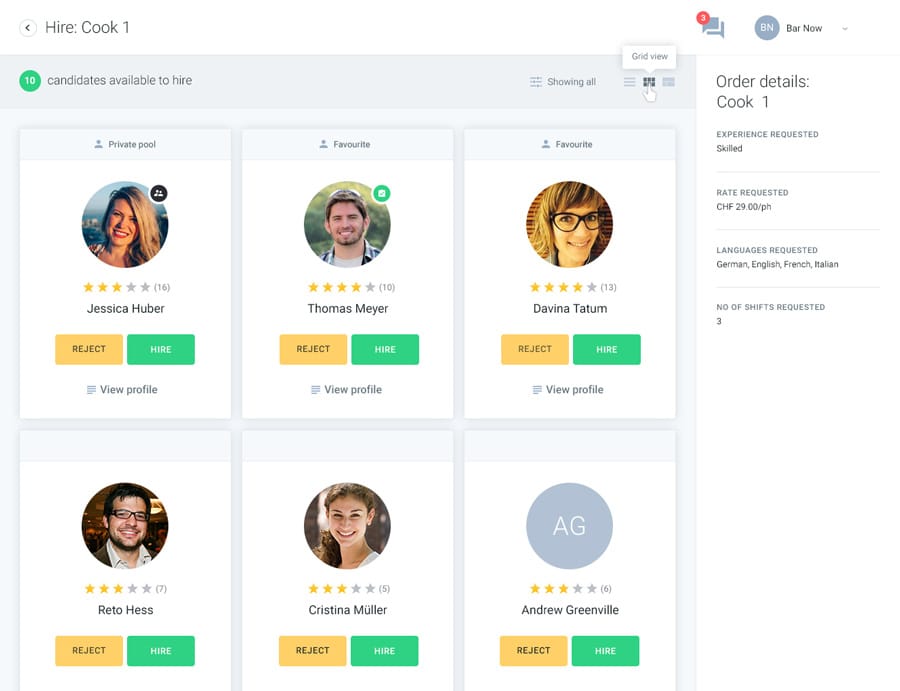 Hire: Cook 1
3
BN
Bar Now
Grid view
10
candidates available to hire
Showing all
Private pool
(16)
Jessica Huber
REJECT
HIRE
View profile
Favourite
(10)
Thomas Meyer
REJECT
HIRE
View profile
Favourite
(13)
Davina Tatum
REJECT
HIRE
View profile
(7)
Reto Hess
REJECT
HIRE
(5)
Cristina Müller
REJECT
HIRE
AG
(6)
Andrew Greenville
REJECT
HIRE
Order details:
Cook 1
EXPERIENCE REQUESTED
Skilled
RATE REQUESTED
CHF 29.00/ph
LANGUAGES REQUESTED
German, English, French, Italian
NO OF SHIFTS REQUESTED
3